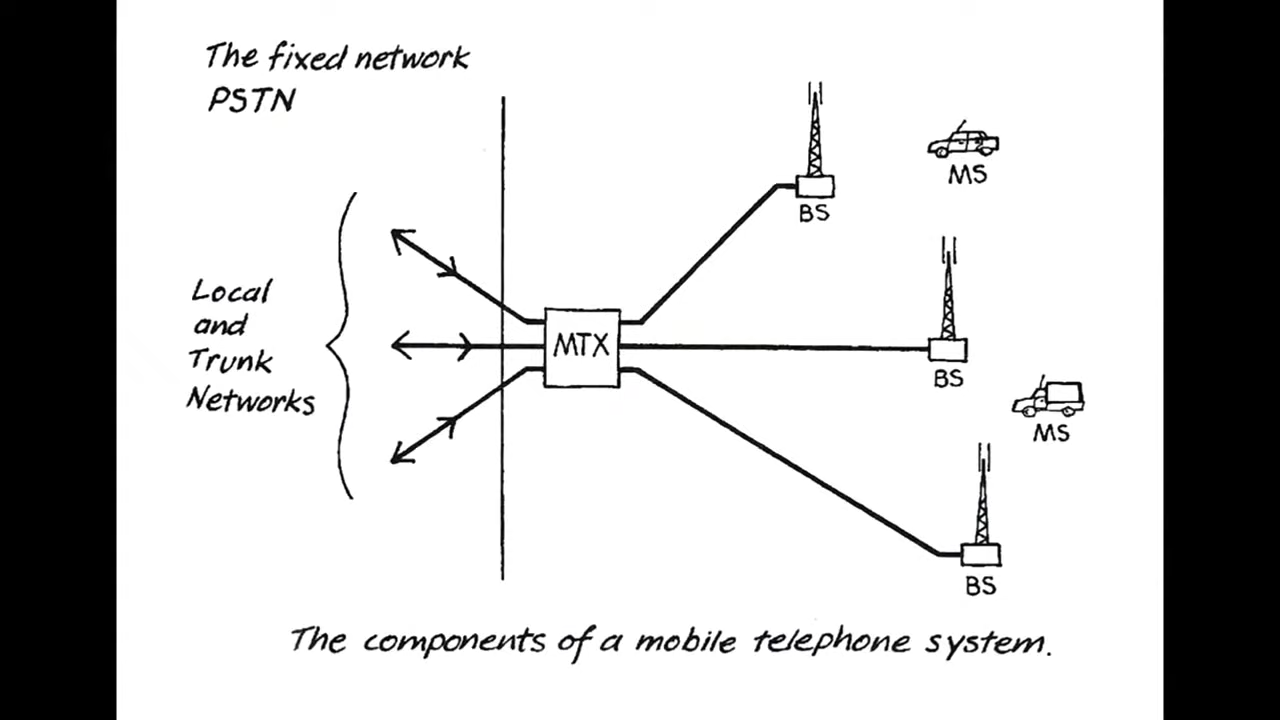 The fixed network
PSTN
Local
and
Trunk
Networks
MTX
BS
MS
BS
MS
BS
The components of a mobile telephone system.